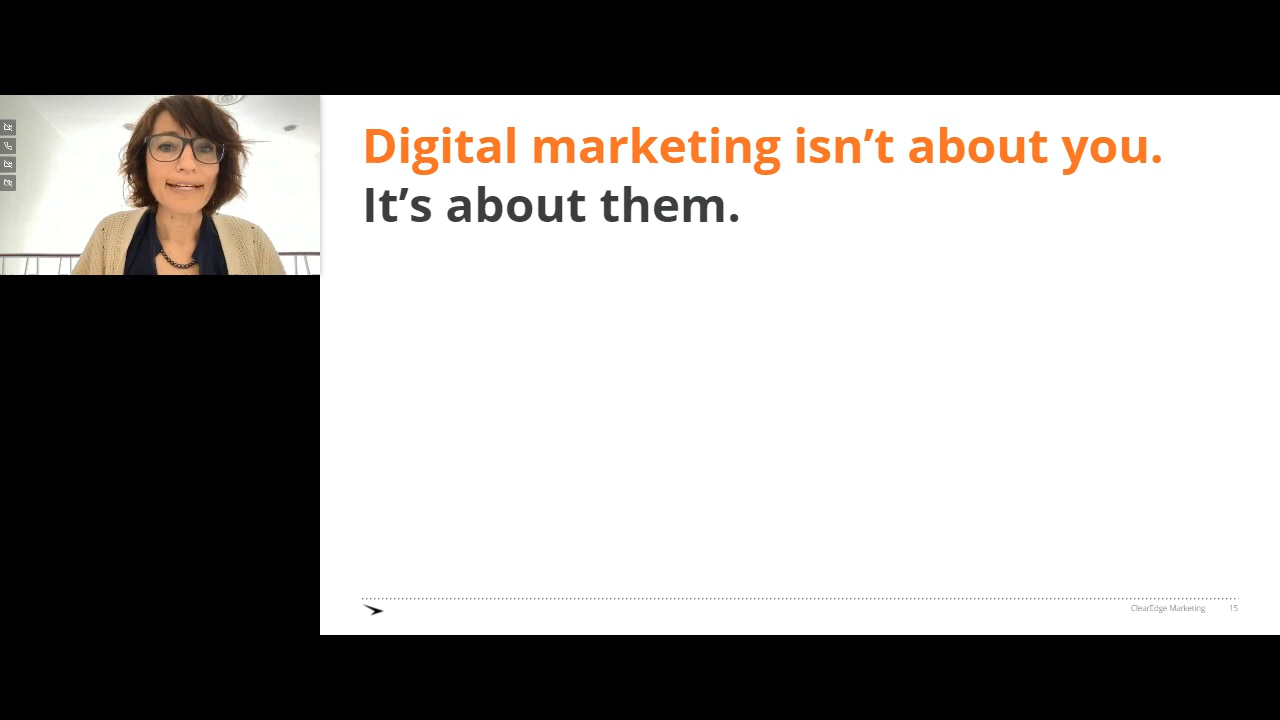 Digital marketing isn’t about you.
It’s about them.
ClearEdge Marketing 15